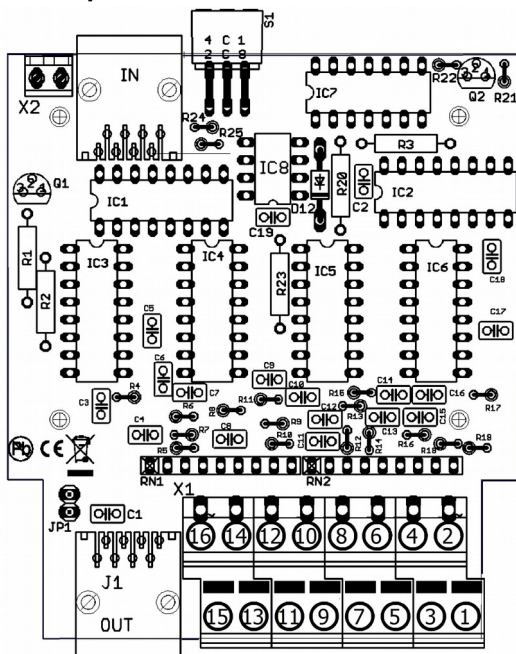 S1
4 C 1
2 C 8
IN
X2
IC7
R22
Q2
R21
R24
R25
IC8
R3
Q1
R20
IC1
D12
C2
IC2
C19
R1
R2
IC3
IC4
R23
IC5
IC6
C18
C5
C17
C6
C7
C9
C10
R4
C3
R11
R15
C14
C16
R17
R8
R13
R6
C12
C13
C15
R9
C4
R7
C8
R10
C11
R12
R14
R16
R5
R18
R18
Pb CE
RN1
RN2
X1
JP1
C1
16 14 12 10 8 6 4 2
J1
15 13 11 9 7 5 3 1
OUT